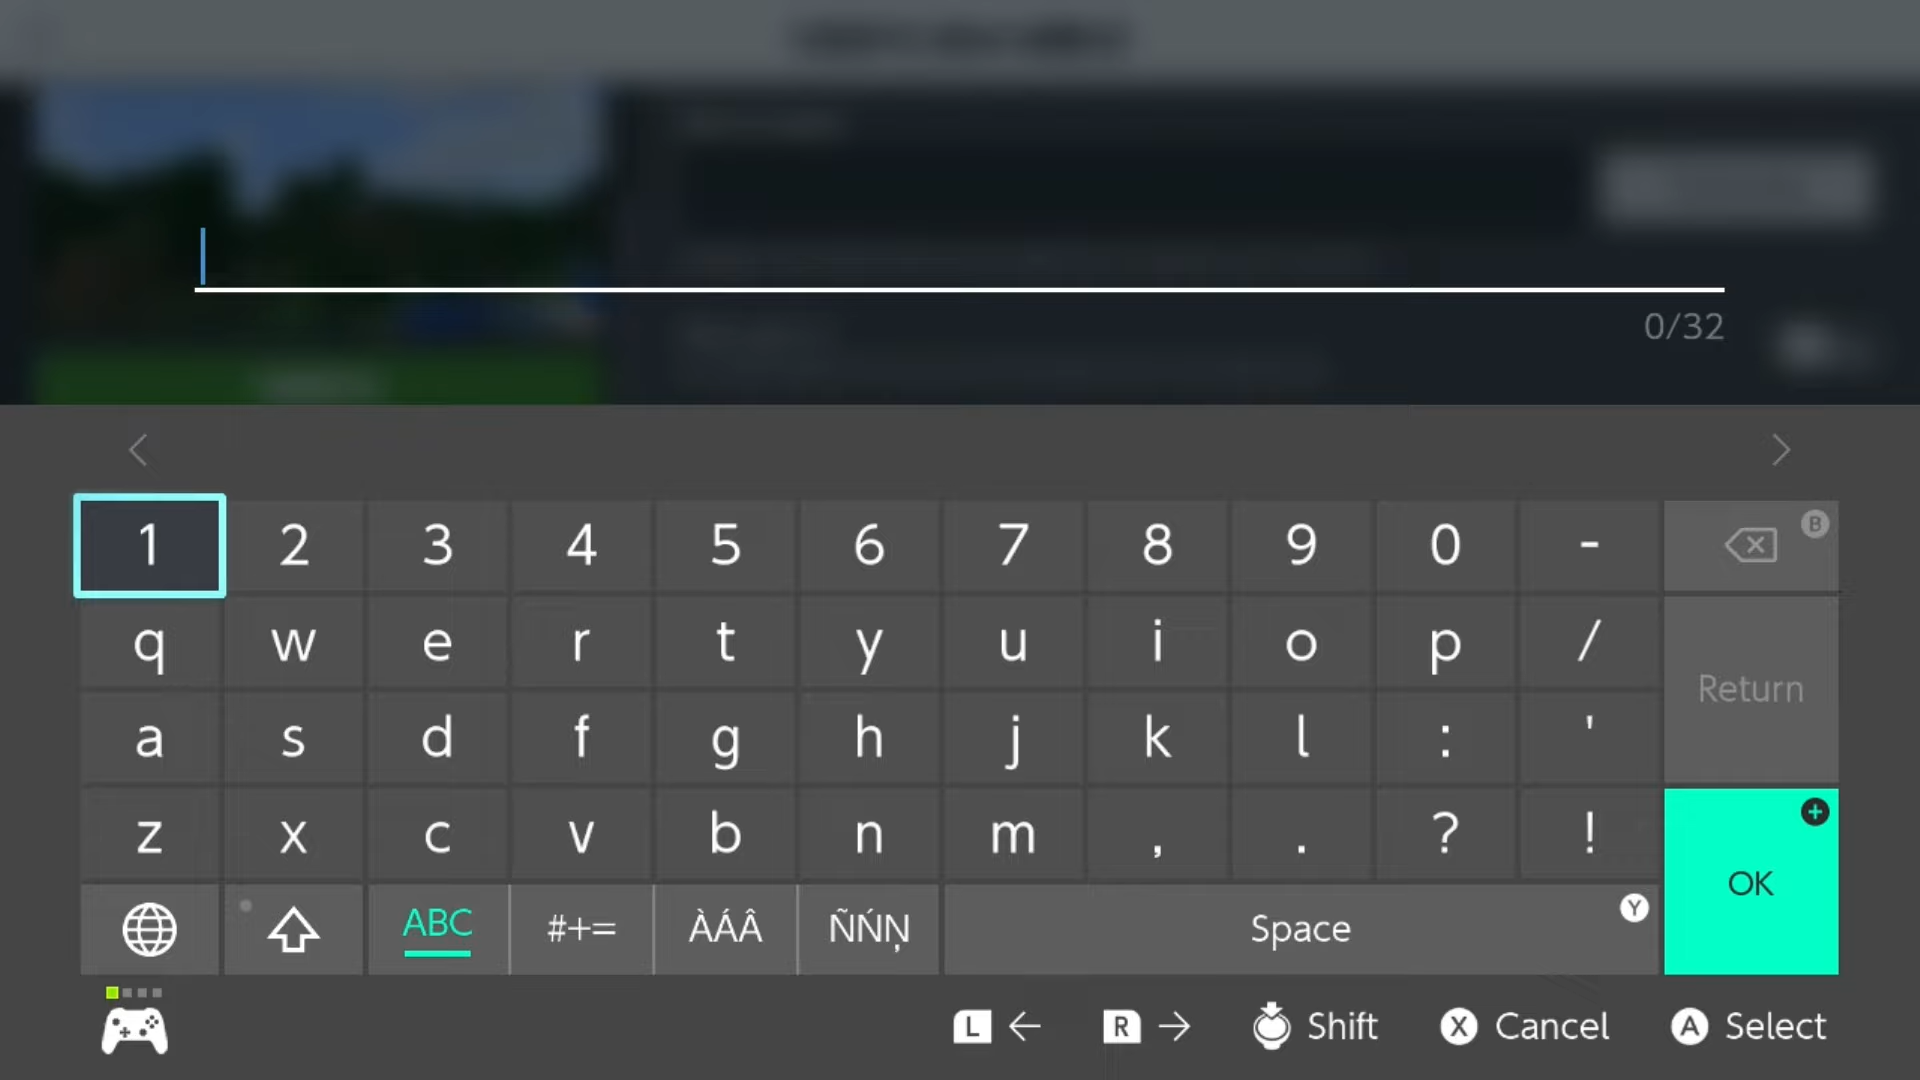 0/32
1 2 3 4 5 6 7 8 9 0 - B
q w e r t y u i o p / Return
a s d f g h j k l : '
z x c v b n m , . ? ! OK
ABC #+= ÀÁÂ ÑŃŅ Space Y
L ← R → Shift X Cancel A Select